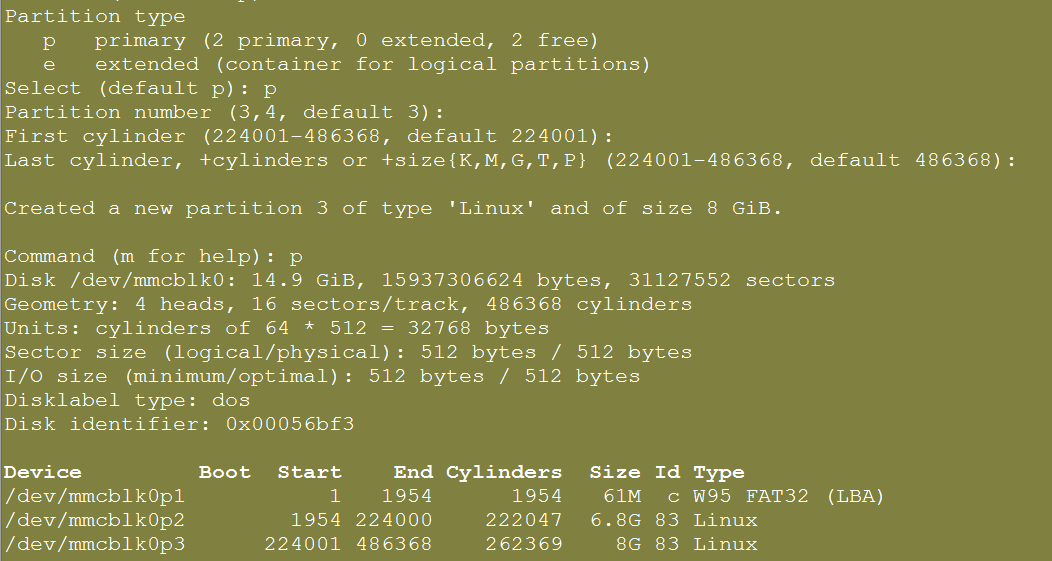 Partition type
   p   primary (2 primary, 0 extended, 2 free)
   e   extended (container for logical partitions)
Select (default p): p
Partition number (3,4, default 3):
First cylinder (224001-486368, default 224001):
Last cylinder, +cylinders or +size{K,M,G,T,P} (224001-486368, default 486368):

Created a new partition 3 of type 'Linux' and of size 8 GiB.

Command (m for help): p
Disk /dev/mmcblk0: 14.9 GiB, 15937306624 bytes, 31127552 sectors
Geometry: 4 heads, 16 sectors/track, 486368 cylinders
Units: cylinders of 64 * 512 = 32768 bytes
Sector size (logical/physical): 512 bytes / 512 bytes
I/O size (minimum/optimal): 512 bytes / 512 bytes
Disklabel type: dos
Disk identifier: 0x00056bf3

Device         Boot  Start    End Cylinders  Size Id Type
/dev/mmcblk0p1           1   1954      1954   61M  c W95 FAT32 (LBA)
/dev/mmcblk0p2        1954 224000    222047  6.8G 83 Linux
/dev/mmcblk0p3      224001 486368    262369    8G 83 Linux